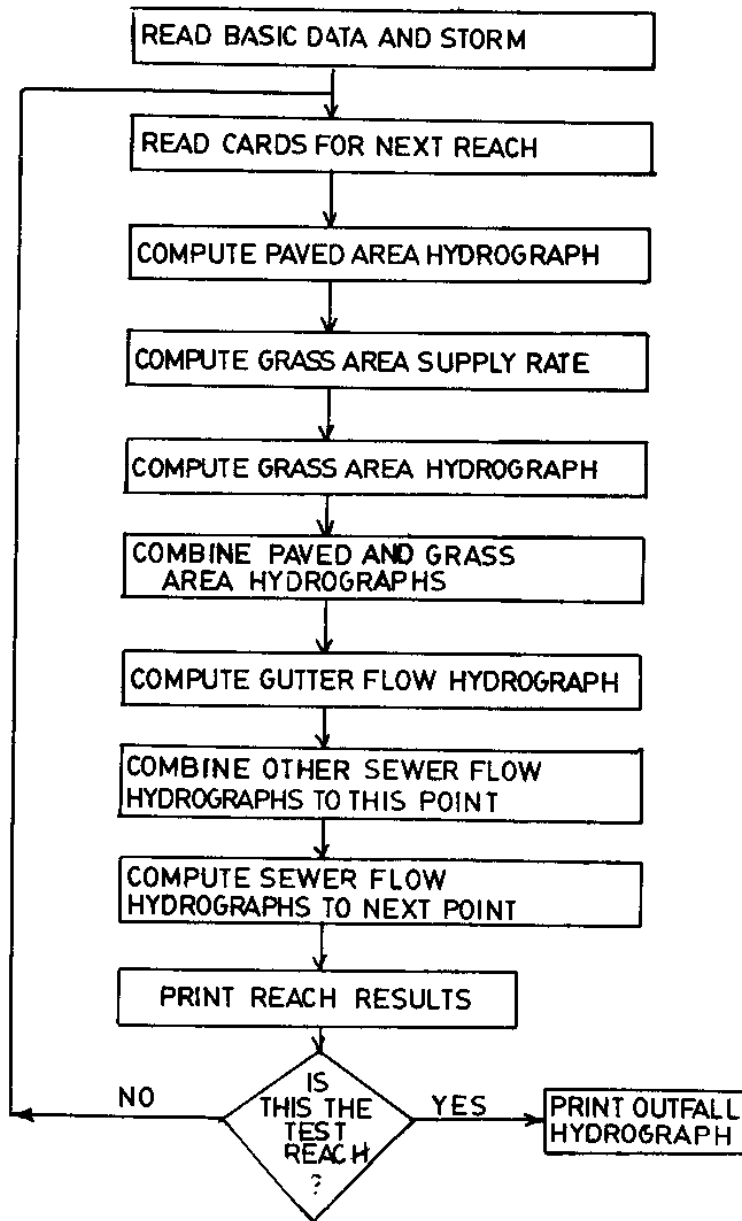 READ BASIC DATA AND STORM
READ CARDS FOR NEXT REACH
COMPUTE PAVED AREA HYDROGRAPH
COMPUTE GRASS AREA SUPPLY RATE
COMPUTE GRASS AREA HYDROGRAPH
COMBINE PAVED AND GRASS
AREA HYDROGRAPHS
COMPUTE GUTTER FLOW HYDROGRAPH
COMBINE OTHER SEWER FLOW
HYDROGRAPHS TO THIS POINT
COMPUTE SEWER FLOW
HYDROGRAPHS TO NEXT POINT
PRINT REACH RESULTS
NO
IS
THIS THE
TEST
REACH
?
YES
PRINT OUTFALL
HYDROGRAPH